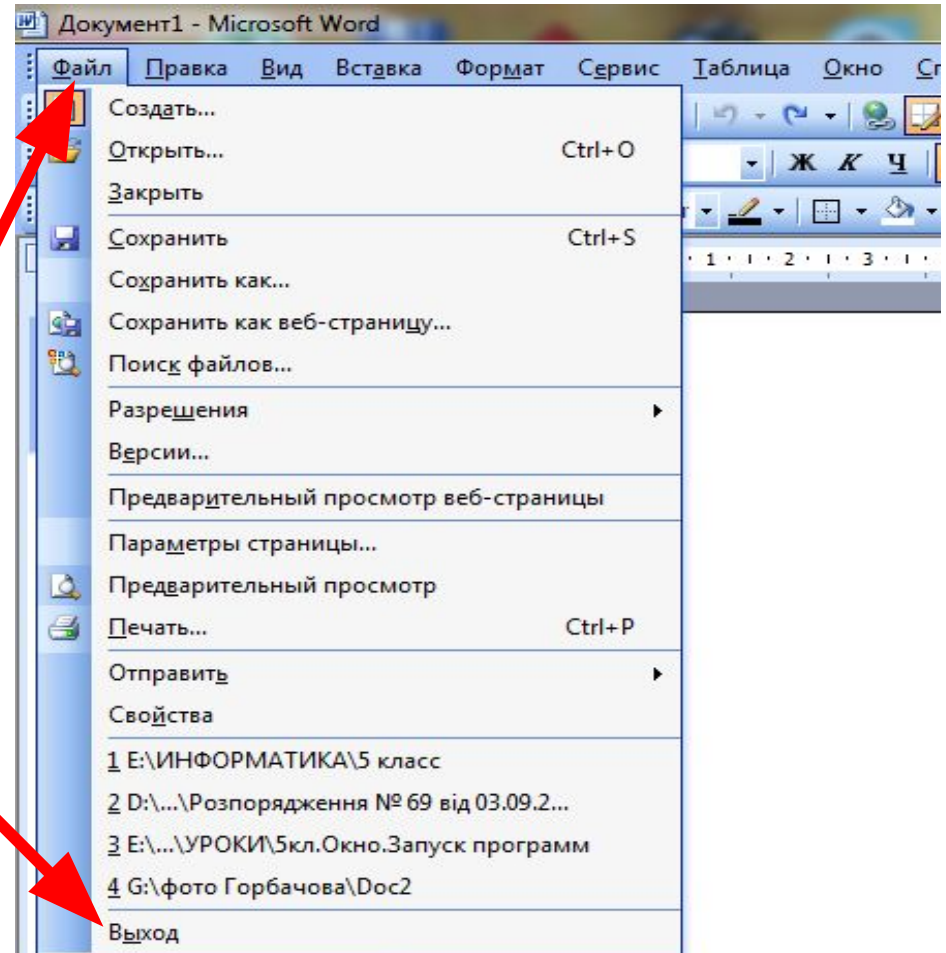 Документ1 - Microsoft Word
Файл Правка Вид Вставка Формат Сервис Таблица Окно
Создать...
Открыть... Ctrl+O
Ж К Ч
Закрыть
Сохранить Ctrl+S
1 2 3
Сохранить как...
Сохранить как веб-страницу...
Поиск файлов...
Разрешения
Версии...
Предварительный просмотр веб-страницы
Параметры страницы...
Предварительный просмотр
Печать... Ctrl+P
Отправить
Свойства
1 E:\ИНФОРМАТИКА\5 класс
2 D:\...\Розпорядження № 69 від 03.09.2...
3 E:\...\УРОКИ\5кл.Окно.Запуск программ
4 G:\фото Горбачова\Doc2
Выход